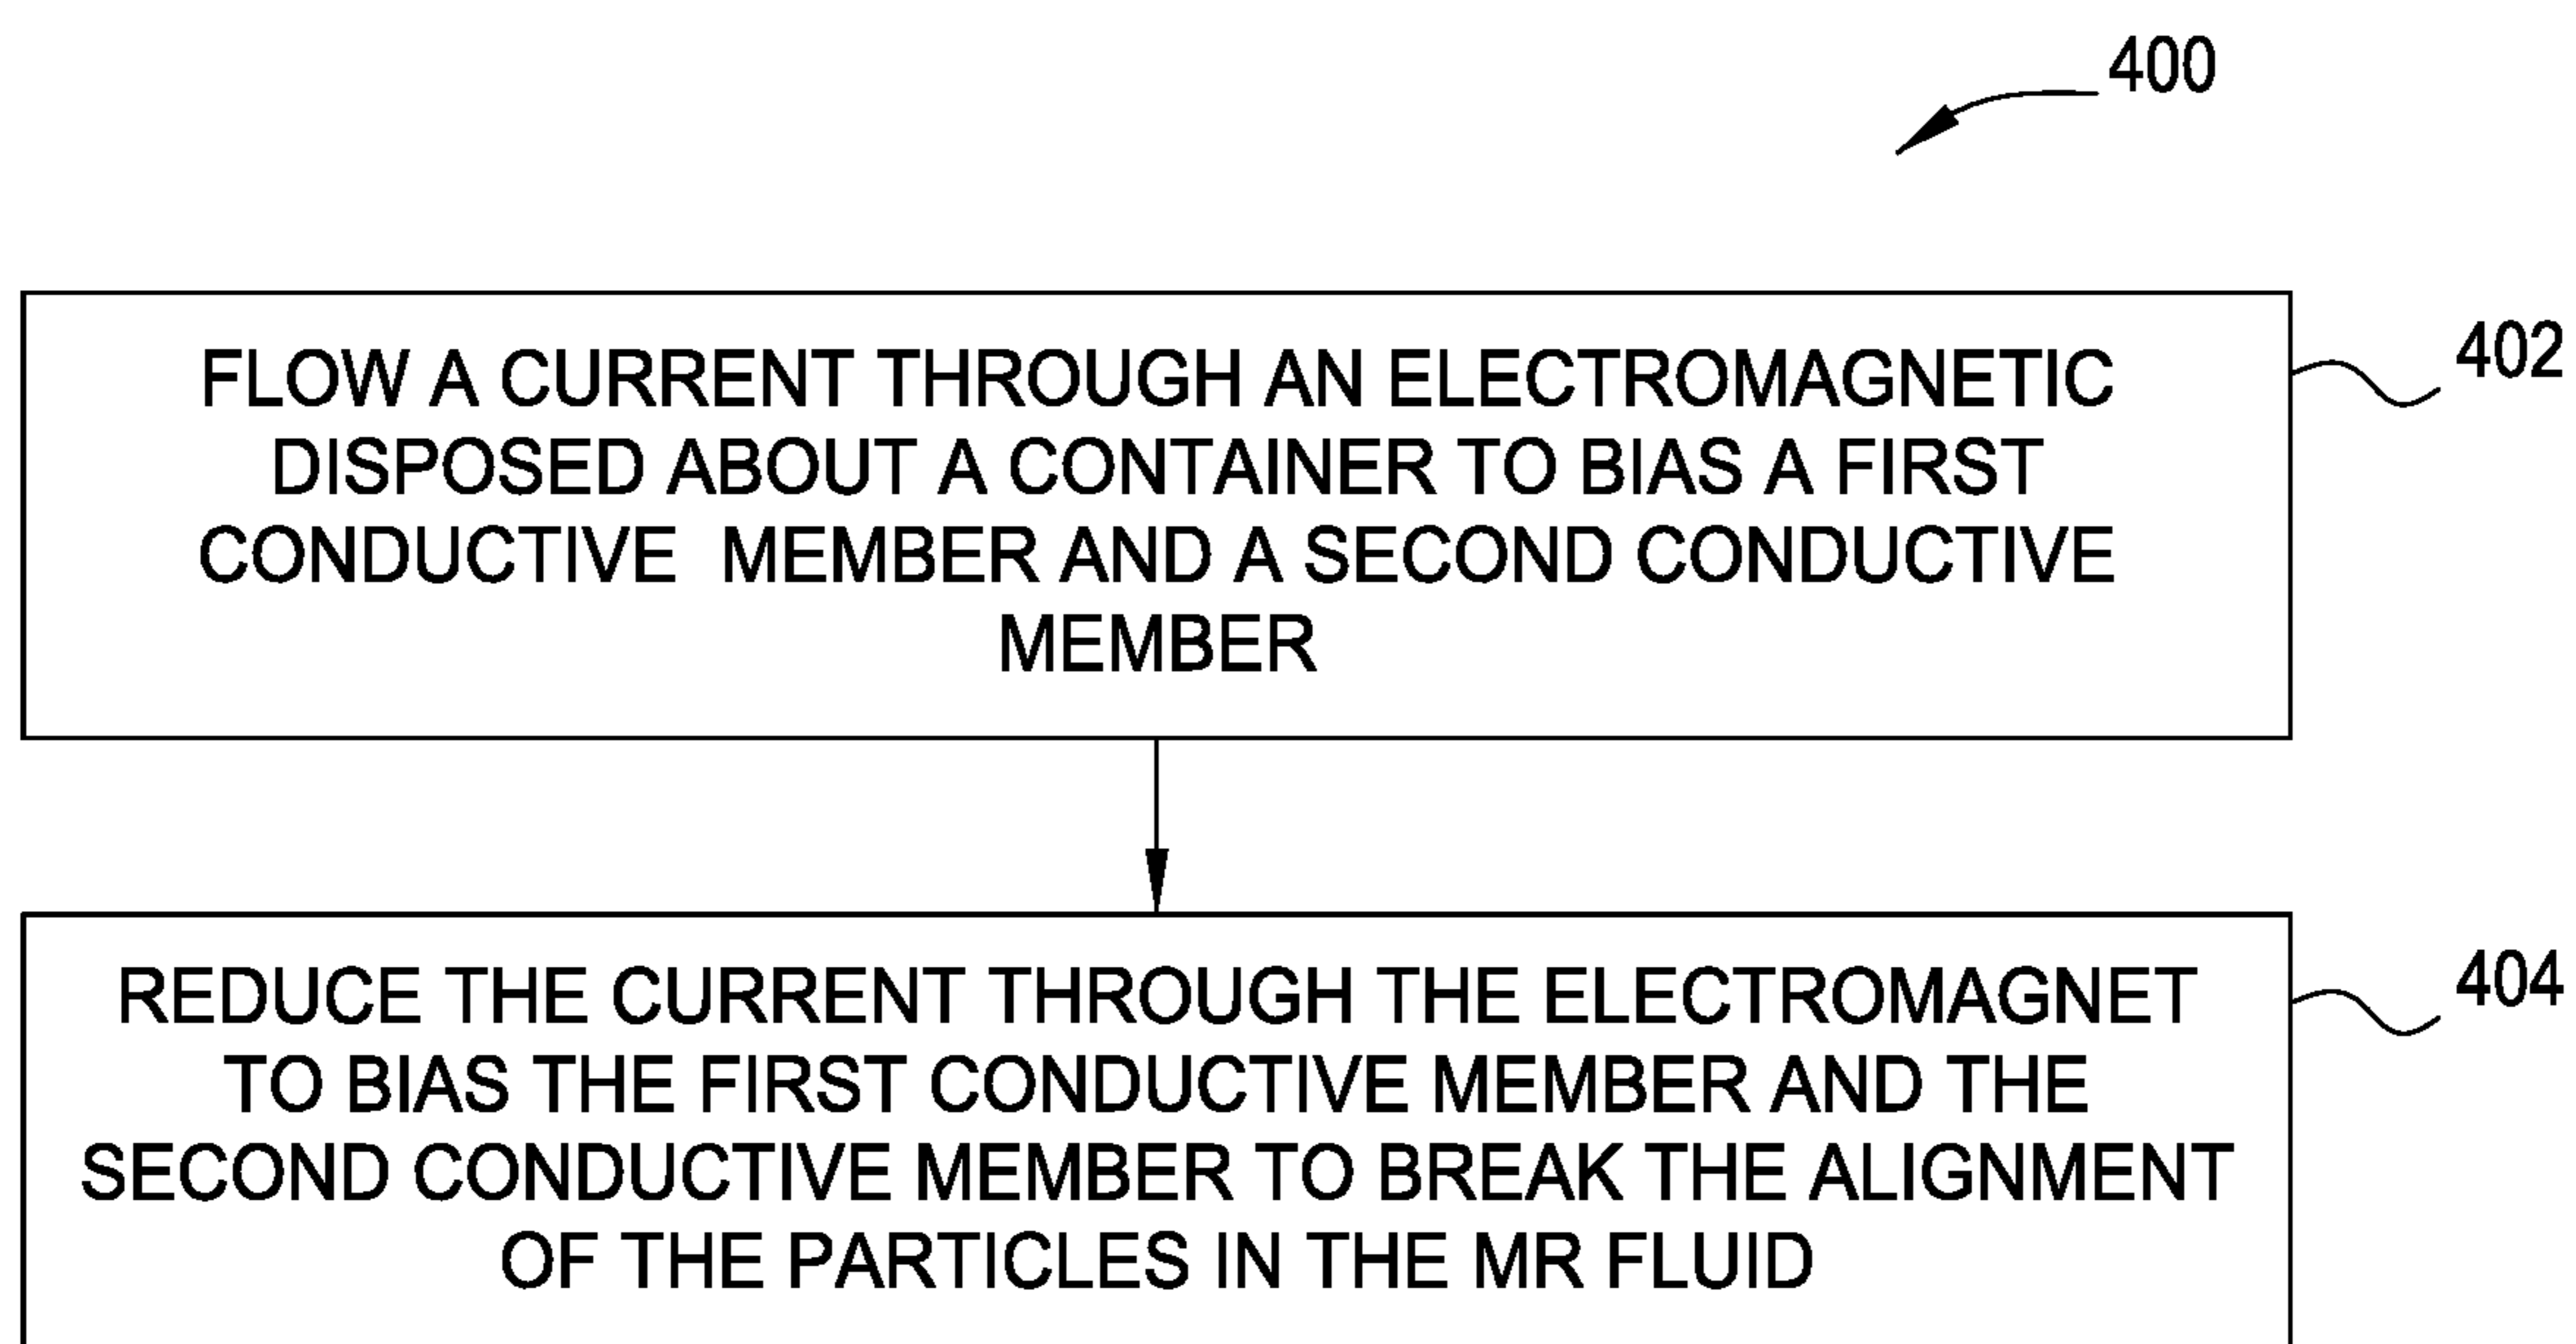 400
FLOW A CURRENT THROUGH AN ELECTROMAGNETIC
DISPOSED ABOUT A CONTAINER TO BIAS A FIRST
CONDUCTIVE MEMBER AND A SECOND CONDUCTIVE
MEMBER
402
REDUCE THE CURRENT THROUGH THE ELECTROMAGNET
TO BIAS THE FIRST CONDUCTIVE MEMBER AND THE
SECOND CONDUCTIVE MEMBER TO BREAK THE ALIGNMENT
OF THE PARTICLES IN THE MR FLUID
404